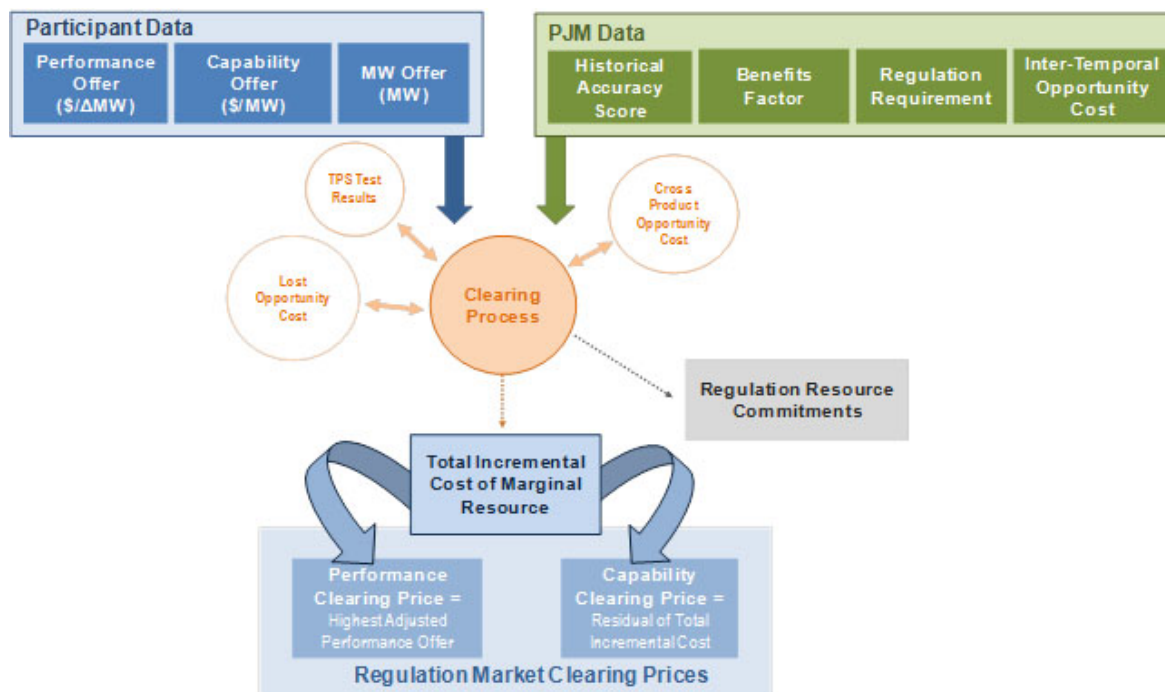 Participant Data
Performance
Offer
($/ΔMW)
Capability
Offer
($/MW)
MW Offer
(MW)
PJM Data
Historical
Accuracy
Score
Benefits
Factor
Regulation
Requirement
Inter-Temporal
Opportunity
Cost
TPS Test
Results
Cross
Product
Opportunity
Cost
Lost
Opportunity
Cost
Clearing
Process
Regulation Resource
Commitments
Total Incremental
Cost of Marginal
Resource
Performance
Clearing Price =
Highest Adjusted
Performance Offer
Capability
Clearing Price =
Residual of Total
Incremental Cost
Regulation Market Clearing Prices